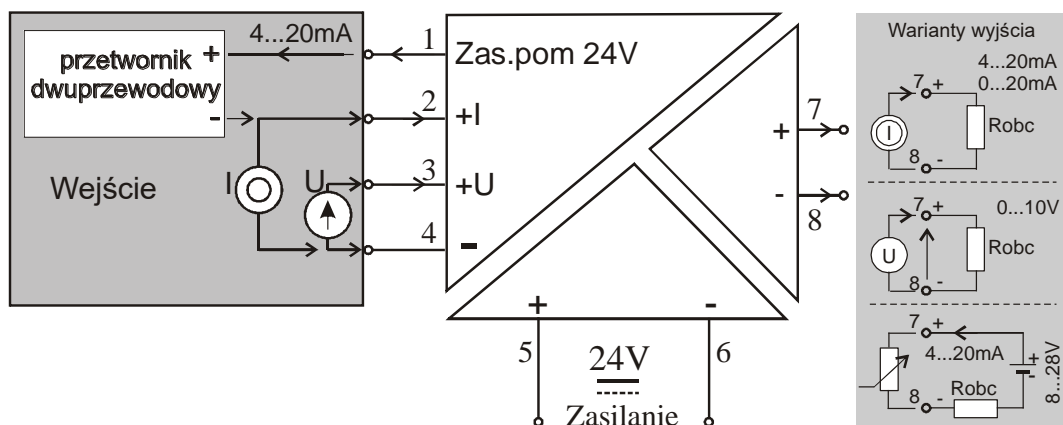 4...20mA
przetwornik
dwuprzewodowy
+
-
Wejście
I
U
1
2
3
4
Zas.pom 24V
+I
+U
-
+
-
7
8
+
-
5
6
24V
Zasilanie
Warianty wyjścia
4...20mA
0...20mA
7 +
I
Robc
8 -
0...10V
7 +
U
Robc
8 -
7 +
4...20mA
8 -
Robc
+
-
8...28V